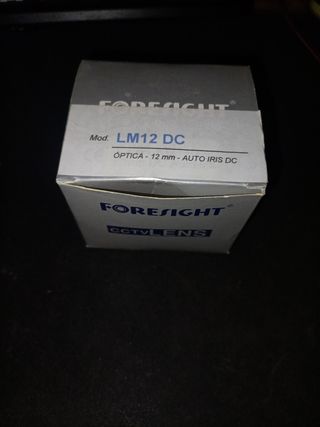 FORESIGHT
Mod. LM12 DC
ÓPTICA - 12 mm - AUTO IRIS DC
FORESIGHT
CCTV LENS